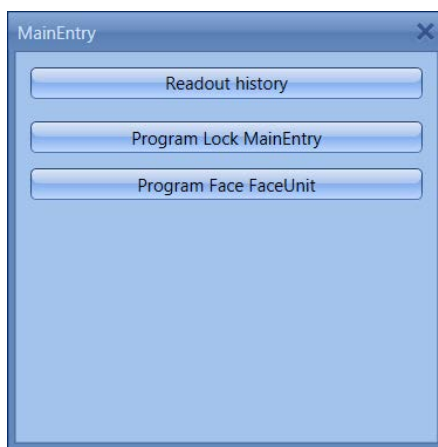 MainEntry
Readout history
Program Lock MainEntry
Program Face FaceUnit